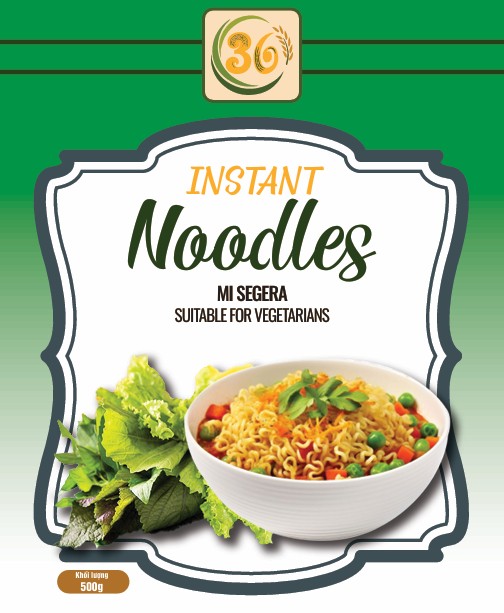 36
INSTANT
Noodles
MI SEGERA
SUITABLE FOR VEGETARIANS
Khối lượng
500g